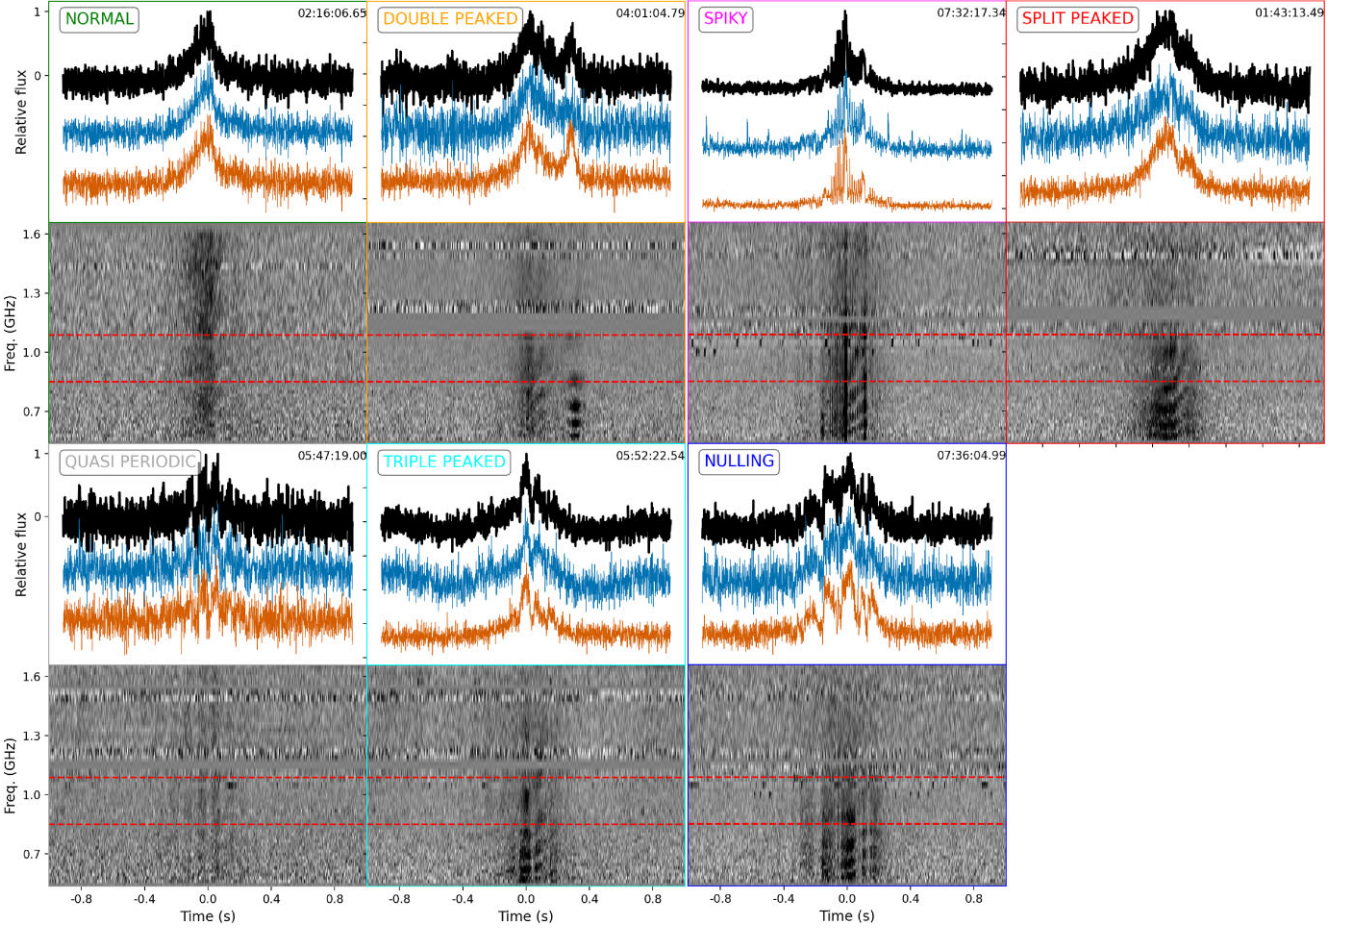 NORMAL 02:16:06.65 DOUBLE PEAKED 04:01:04.79 SPIKY 07:32:17.34 SPLIT PEAKED 01:43:13.49
1
0
Relative flux
1.6
1.3
1.0
0.7
Freq. (GHz)
QUASI PERIODIC 05:47:19.00 TRIPLE PEAKED 05:52:22.54 NULLING 07:36:04.99
1
0
Relative flux
1.6
1.3
1.0
0.7
Freq. (GHz)
-0.8 -0.4 0.0 0.4 0.8 -0.8 -0.4 0.0 0.4 0.8 -0.8 -0.4 0.0 0.4 0.8
Time (s) Time (s) Time (s)